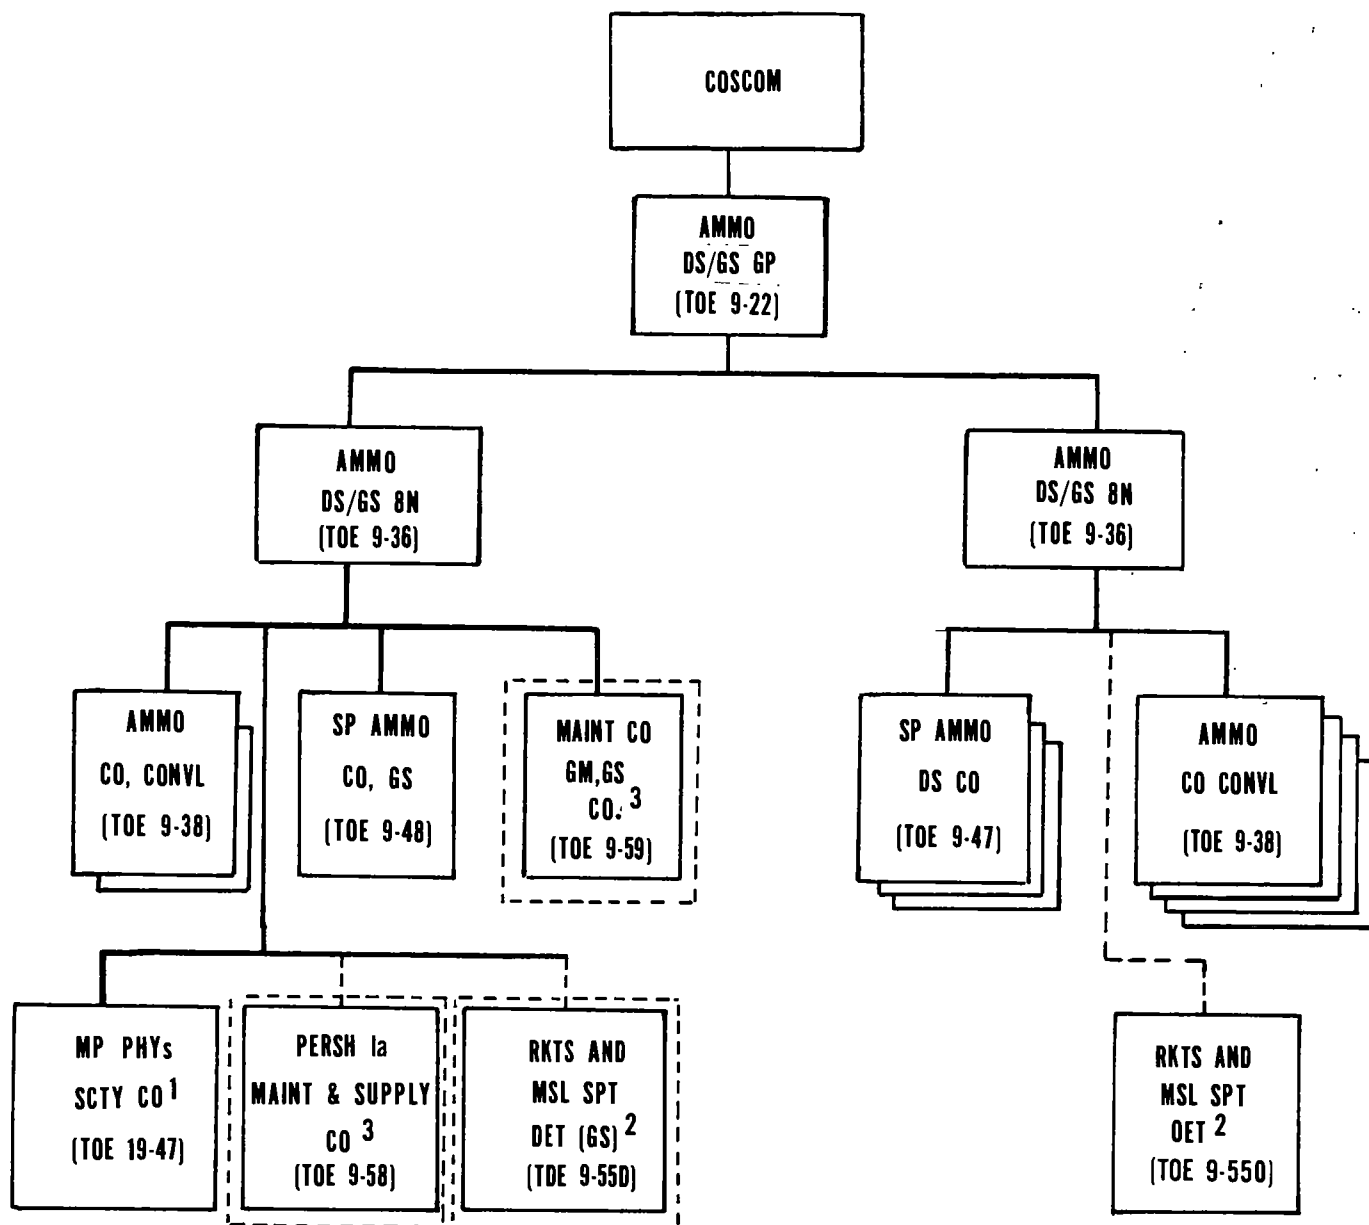 COSCOM
AMMO
DS/GS GP
(TOE 9-22)
AMMO
DS/GS 8N
(TOE 9-36)
AMMO
DS/GS 8N
(TOE 9-36)
AMMO
CO, CONVL
(TOE 9-38)
SP AMMO
CO, GS
(TOE 9-48)
MAINT CO
GM,GS
CO. 3
(TOE 9-59)
SP AMMO
DS CO
(TOE 9-47)
AMMO
CO CONVL
(TOE 9-38)
MP PHYs
SCTY CO 1
(TOE 19-47)
PERSH Ia
MAINT & SUPPLY
CO 3
(TOE 9-58)
RKTS AND
MSL SPT
DET (GS) 2
(TDE 9-55D)
RKTS AND
MSL SPT
OET 2
(TOE 9-550)